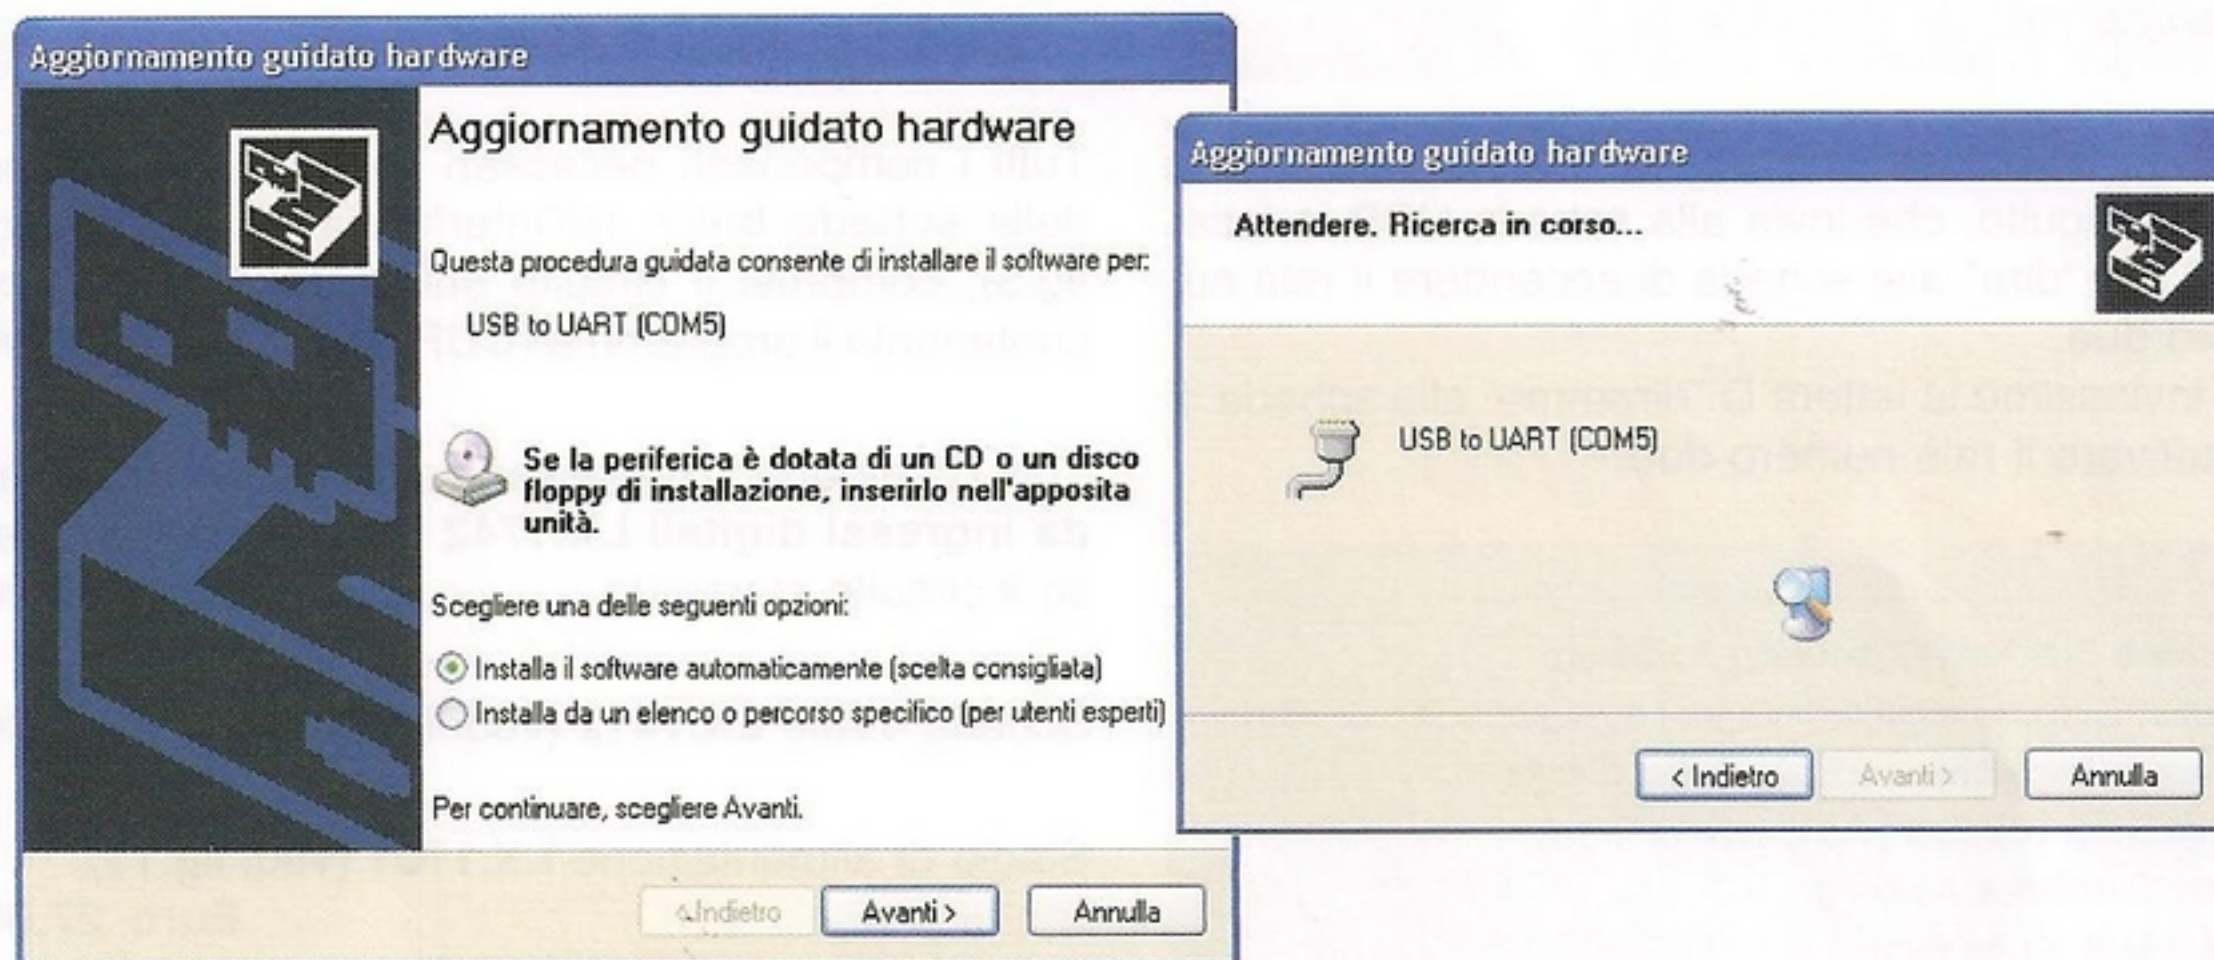 Aggiornamento guidato hardware
Aggiornamento guidato hardware
Questa procedura guidata consente di installare il software per:
USB to UART (COM5)
Se la periferica è dotata di un CD o un disco
floppy di installazione, inserirlo nell'apposita
unità.
Scegliere una delle seguenti opzioni:
Installa il software automaticamente (scelta consigliata)
Installa da un elenco o percorso specifico (per utenti esperti)
Per continuare, scegliere Avanti.
< Indietro Avanti > Annulla
Aggiornamento guidato hardware
Attendere. Ricerca in corso...
USB to UART (COM5)
< Indietro Avanti > Annulla